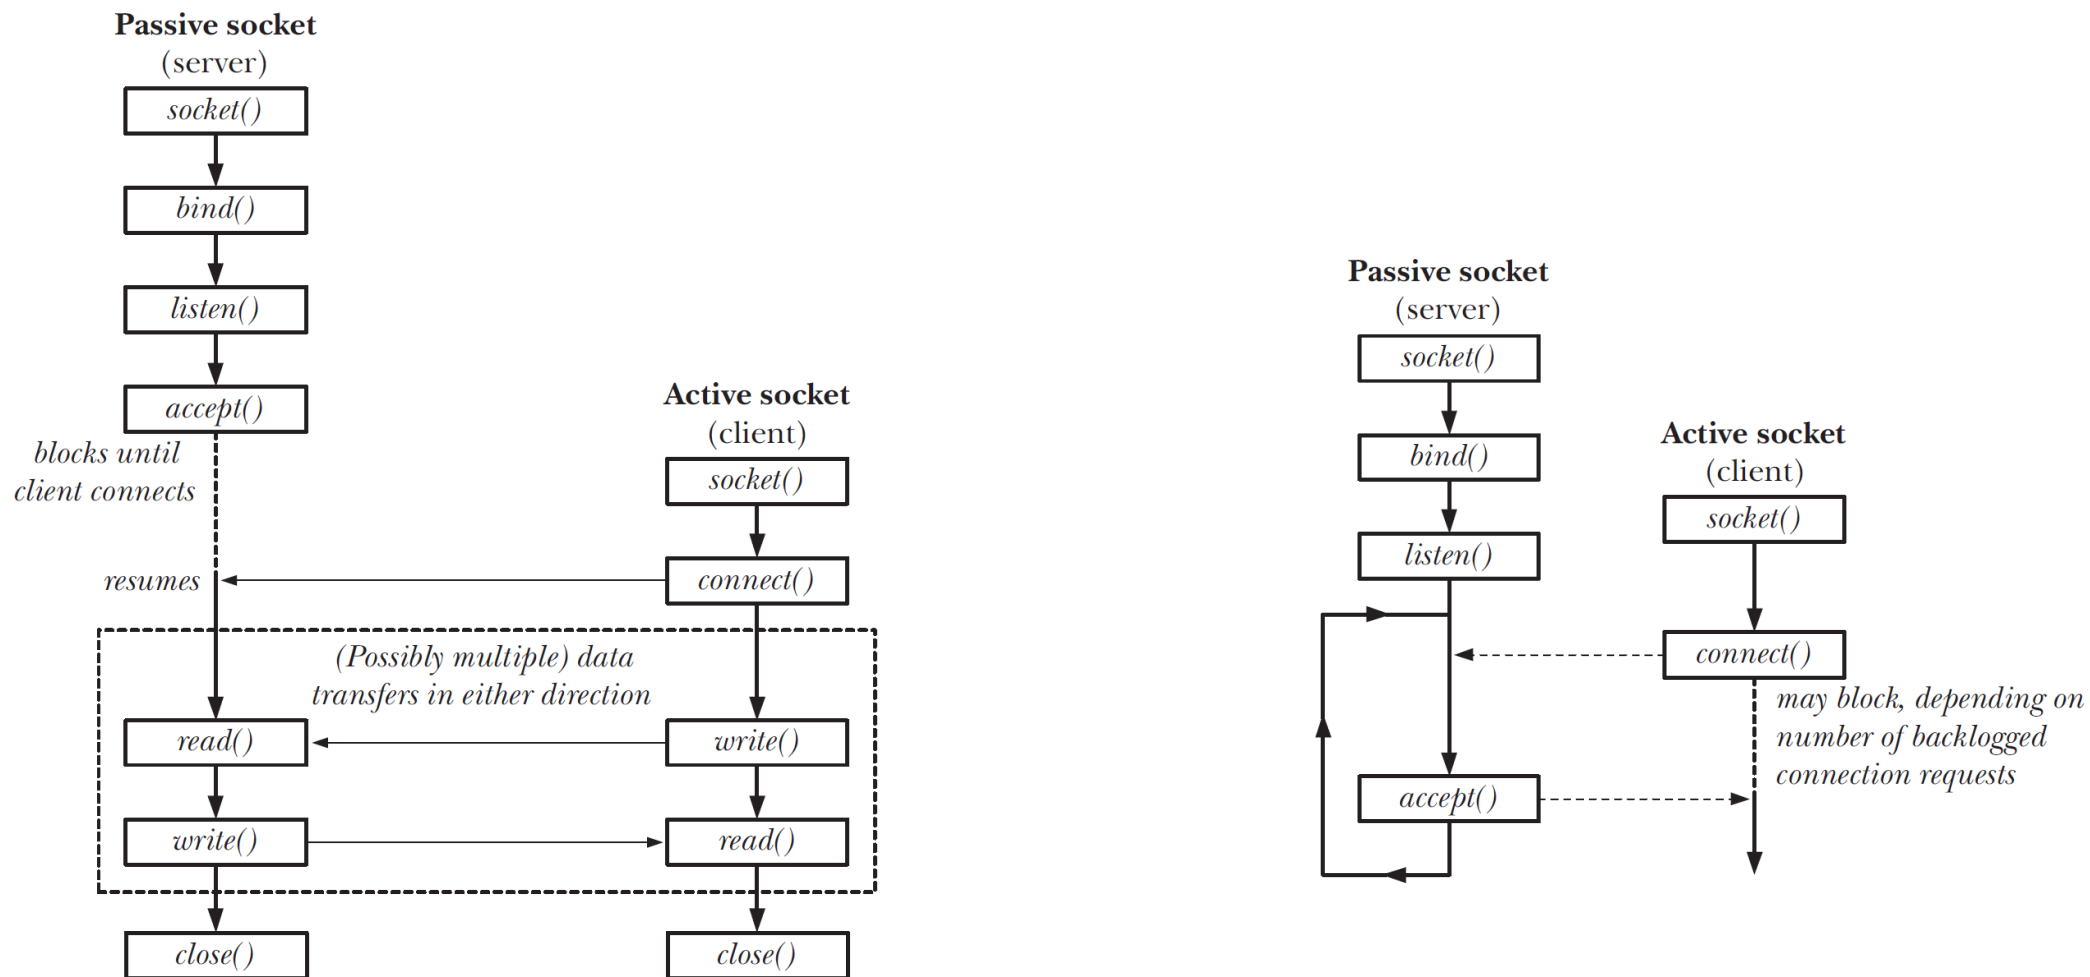 Passive socket
(server)
socket()
bind()
listen()
accept()
blocks until
client connects
resumes
Active socket
(client)
socket()
connect()
(Possibly multiple) data
transfers in either direction
read()
write()
write()
read()
close()
close()
Passive socket
(server)
socket()
bind()
listen()
accept()
Active socket
(client)
socket()
connect()
may block, depending on
number of backlogged
connection requests